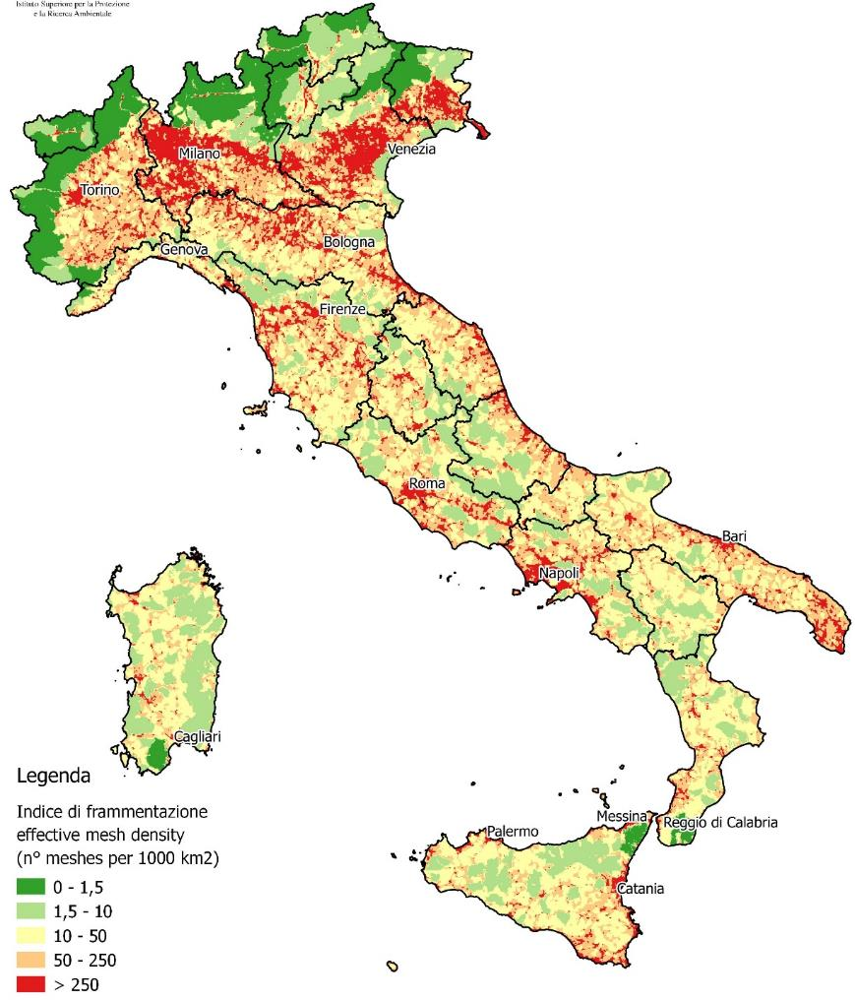 Istituto Superiore per la Protezione
e la Ricerca Ambientale
Milano
Venezia
Torino
Genova
Bologna
Firenze
Roma
Bari
Napoli
Cagliari
Messina
Reggio di Calabria
Palermo
Catania
Legenda
Indice di frammentazione
effective mesh density
(n° meshes per 1000 km2)
0 - 1,5
1,5 - 10
10 - 50
50 - 250
> 250